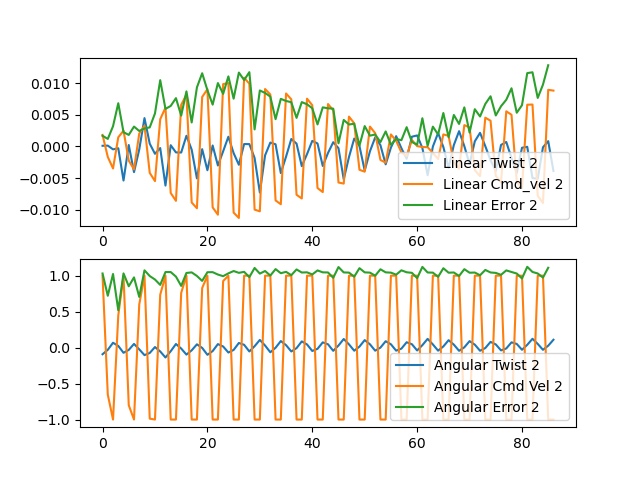 0.010
0.005
0.000
−0.005
−0.010
0 20 40 60 80
Linear Twist 2
Linear Cmd_vel 2
Linear Error 2
1.0
0.5
0.0
−0.5
−1.0
0 20 40 60 80
Angular Twist 2
Angular Cmd Vel 2
Angular Error 2